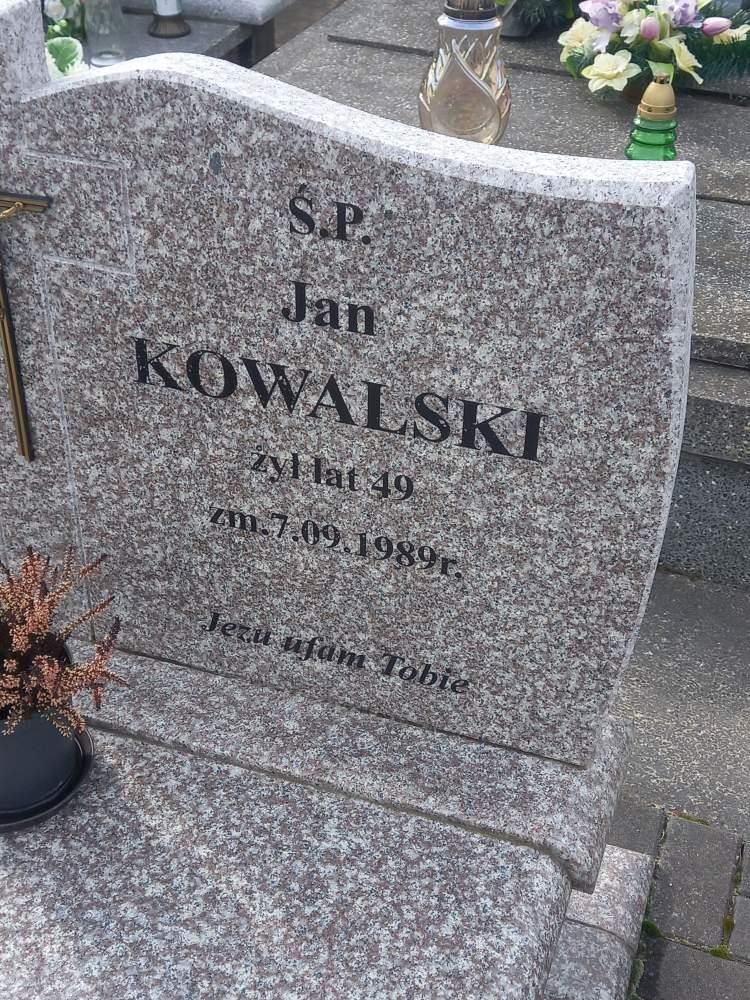 Ś.P.
Jan
KOWALSKI
żył lat 49
zm.7.09.1989r.
Jezu ufam Tobie